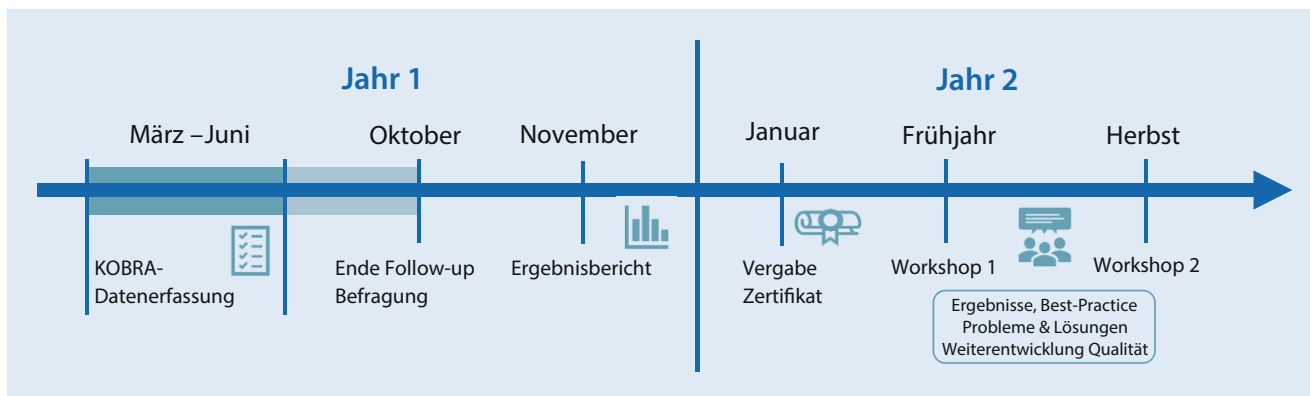 Jahr 1
Jahr 2
März –Juni
Oktober
November
Januar
Frühjahr
Herbst
KOBRA-
Datenerfassung
Ende Follow-up
Befragung
Ergebnisbericht
Vergabe
Zertifikat
Workshop 1
Workshop 2
Ergebnisse, Best-Practice
Probleme & Lösungen
Weiterentwicklung Qualität